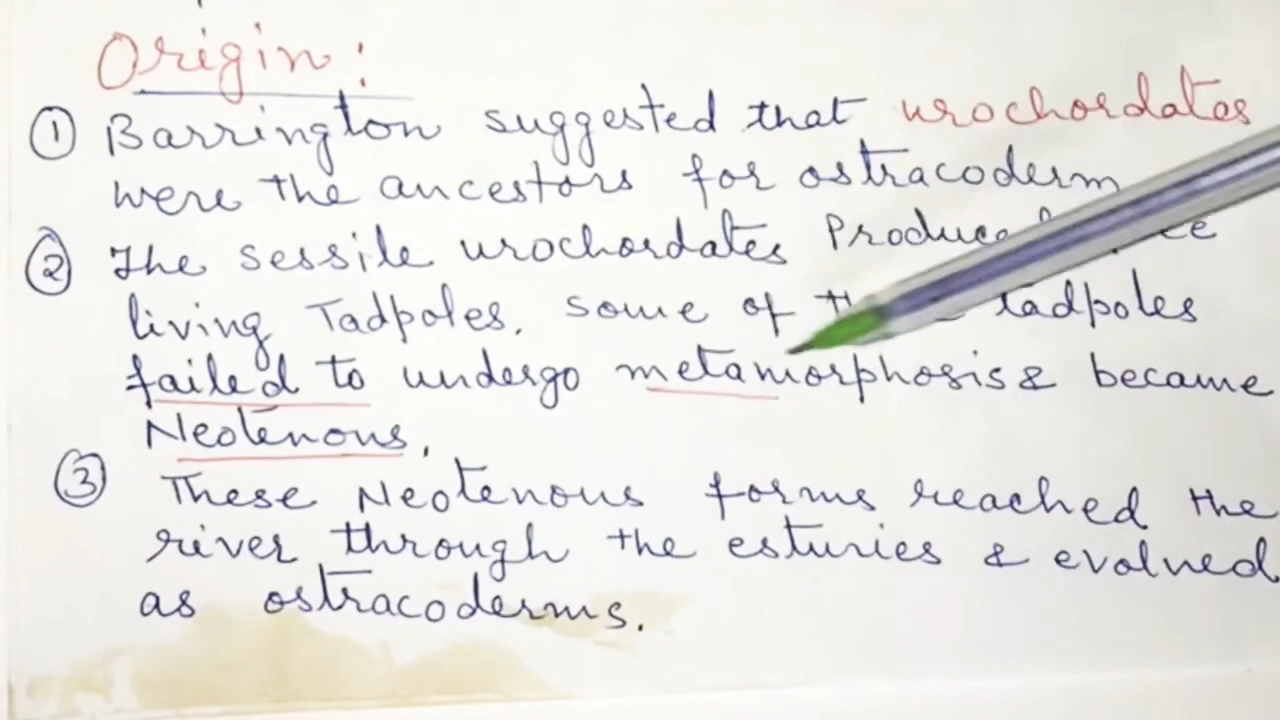 Origin:
① Barrington suggested that urochordates
were the ancestors for ostracoderm
② The sessile urochordates
living Tadpoles. some of tadpoles
failed to undergo metamorphosis & became
Neotenous.
③ These Neotenous forms reached the
river through the esturies & evolved
as ostracoderms.